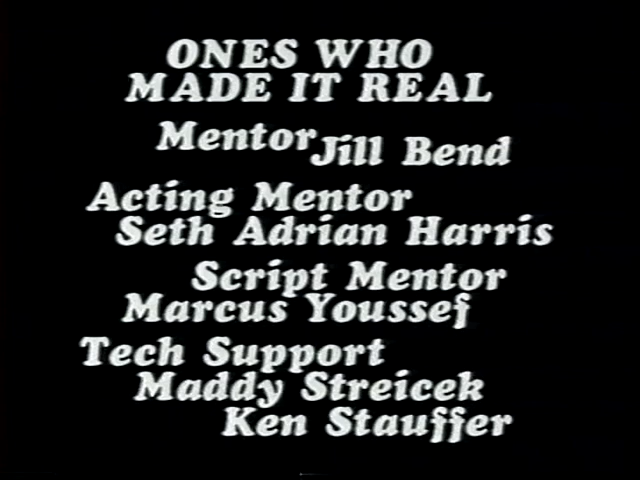 ONES WHO
MADE IT REAL
Mentor Jill Bend
Acting Mentor
Seth Adrian Harris
Script Mentor
Marcus Youssef
Tech Support
Maddy Streicek
Ken Stauffer